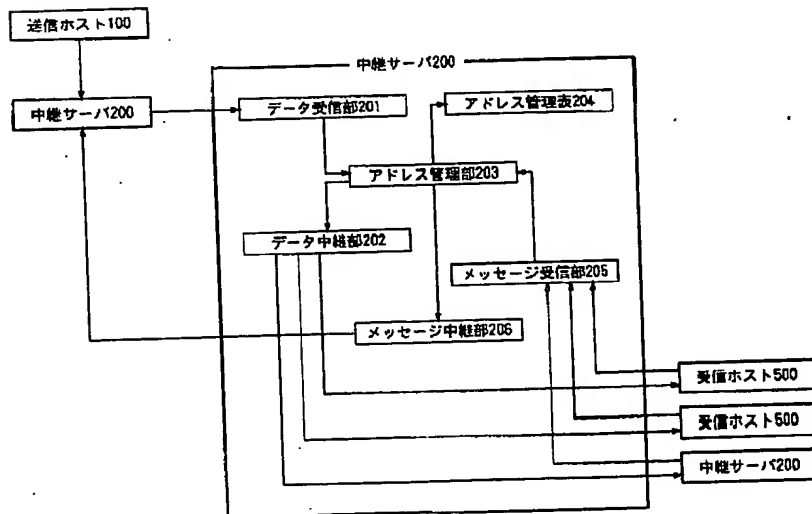 送信ホスト100
中継サーバ200
中継サーバ200
データ受信部201
アドレス管理表204
アドレス管理部203
データ中継部202
メッセージ受信部205
メッセージ中継部206
受信ホスト500
受信ホスト500
中継サーバ200